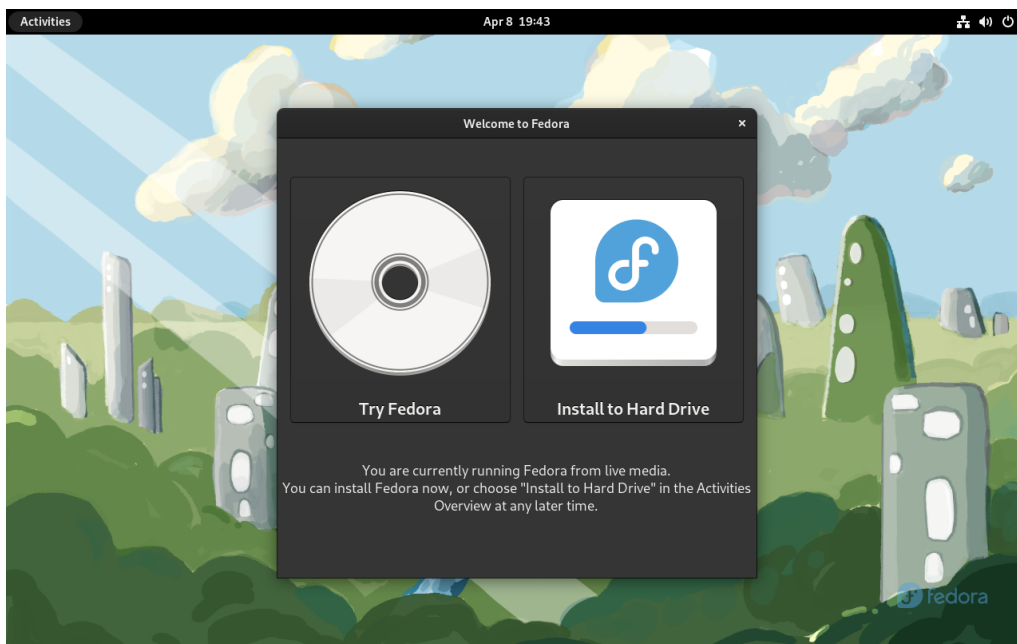 Activities
Apr 8 19:43
Welcome to Fedora
Try Fedora
Install to Hard Drive
You are currently running Fedora from live media.
You can install Fedora now, or choose "Install to Hard Drive" in the Activities
Overview at any later time.
fedora